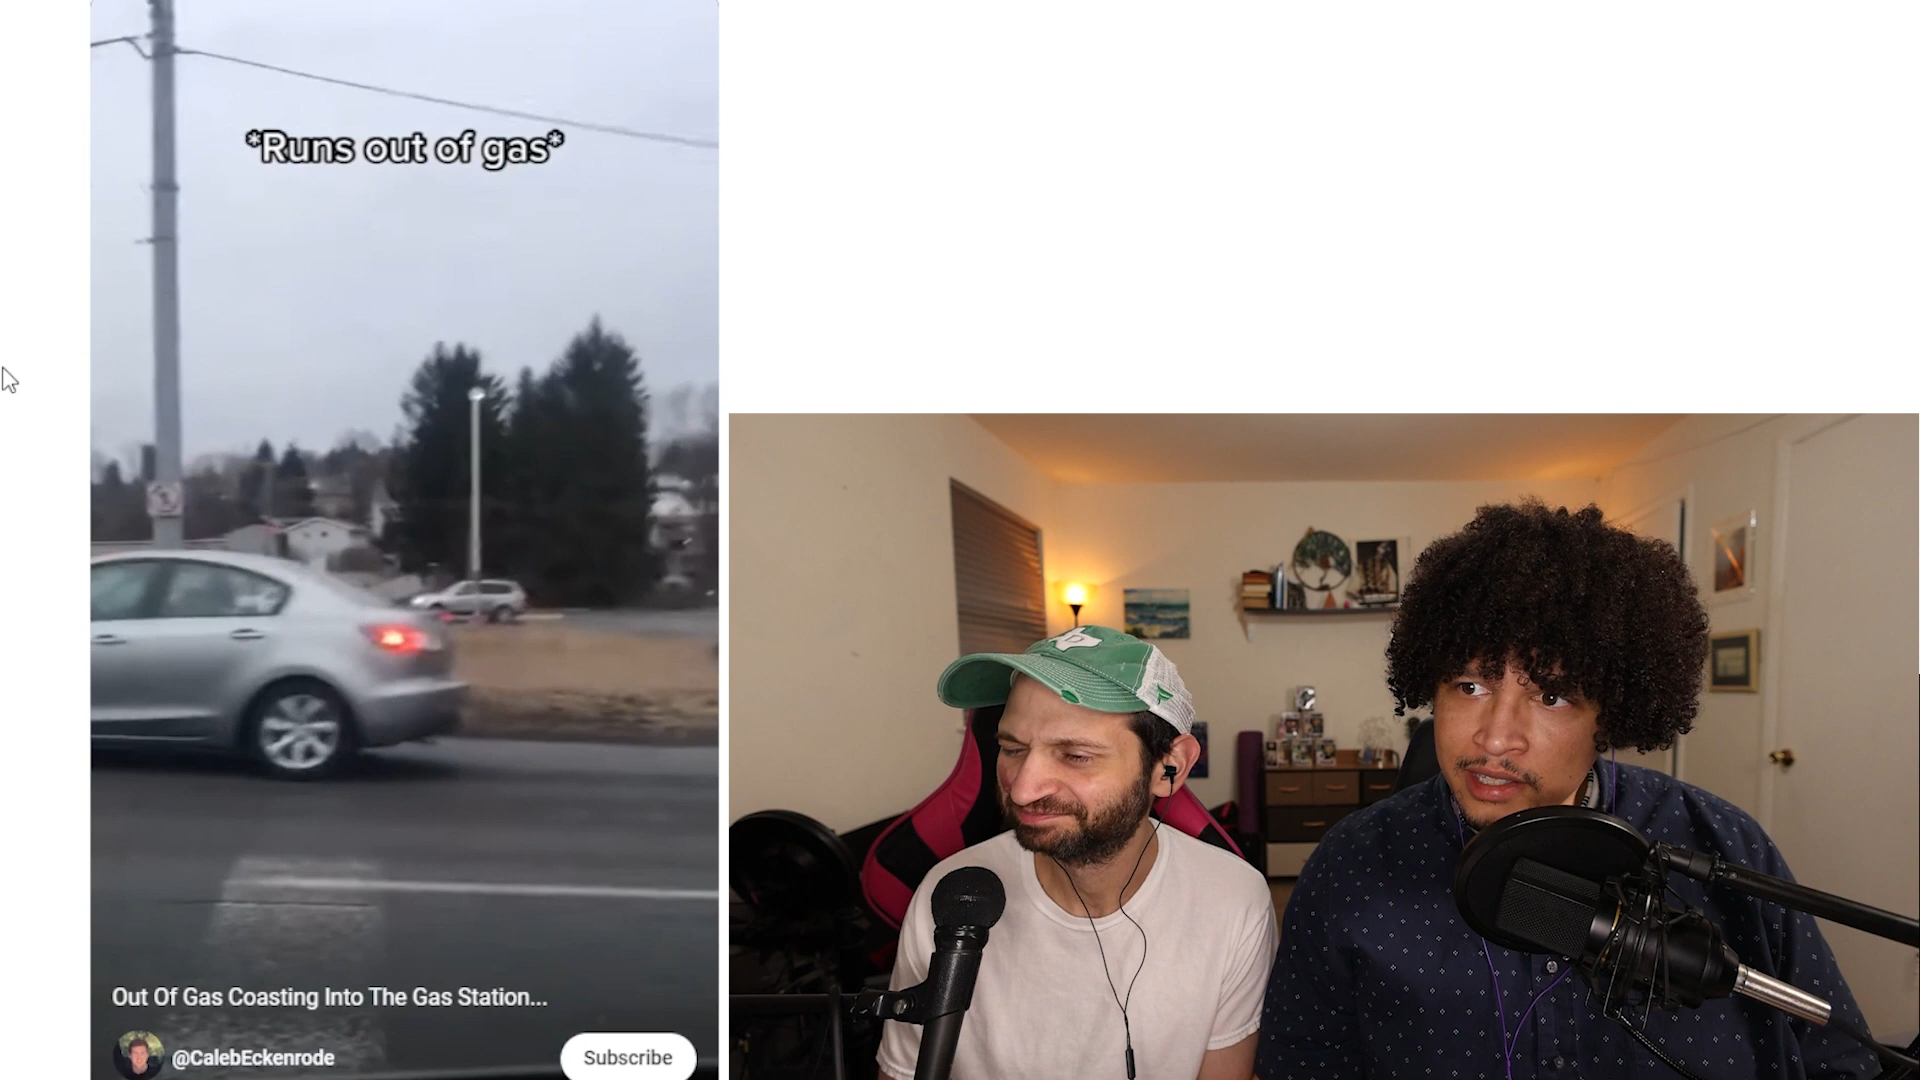 *Runs out of gas*
Out Of Gas Coasting Into The Gas Station...
@CalebEckenrode
Subscribe